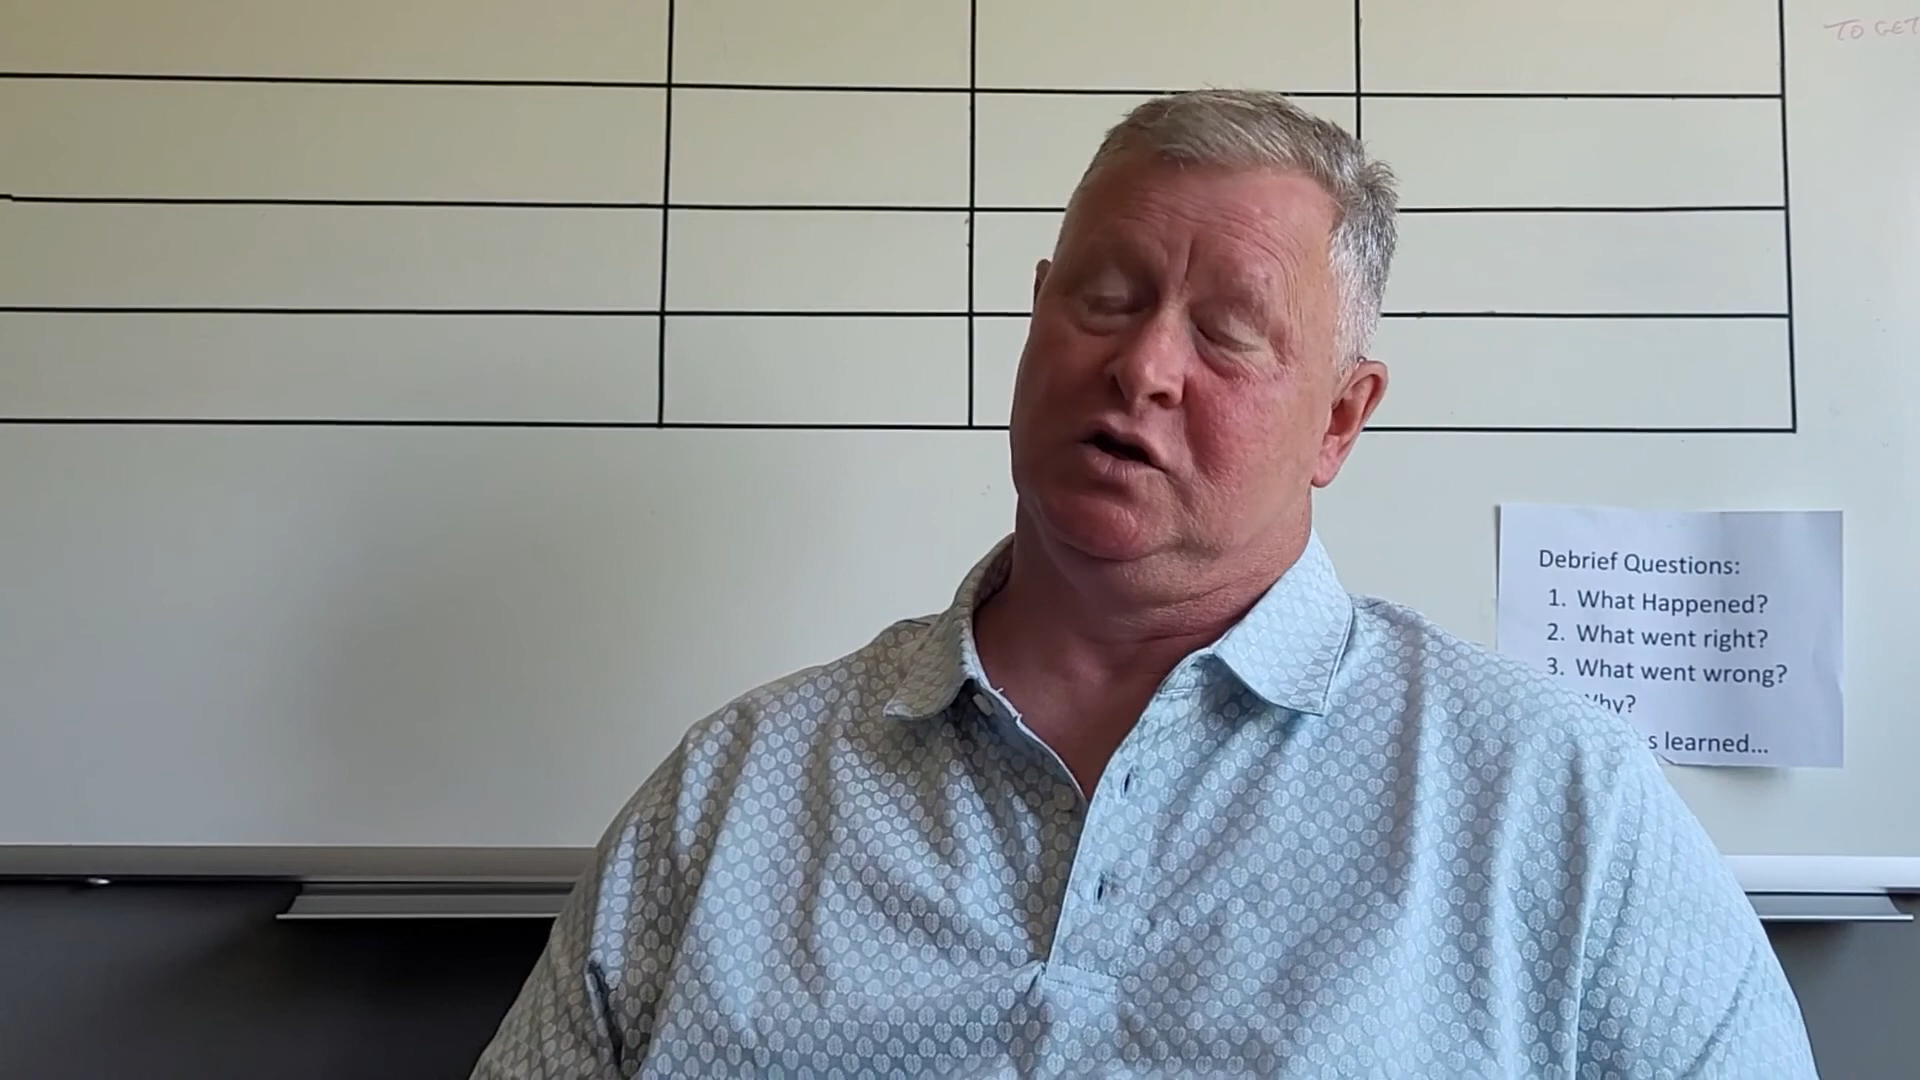 TO GET
Debrief Questions:
1. What Happened?
2. What went right?
3. What went wrong?
Why?
s learned...